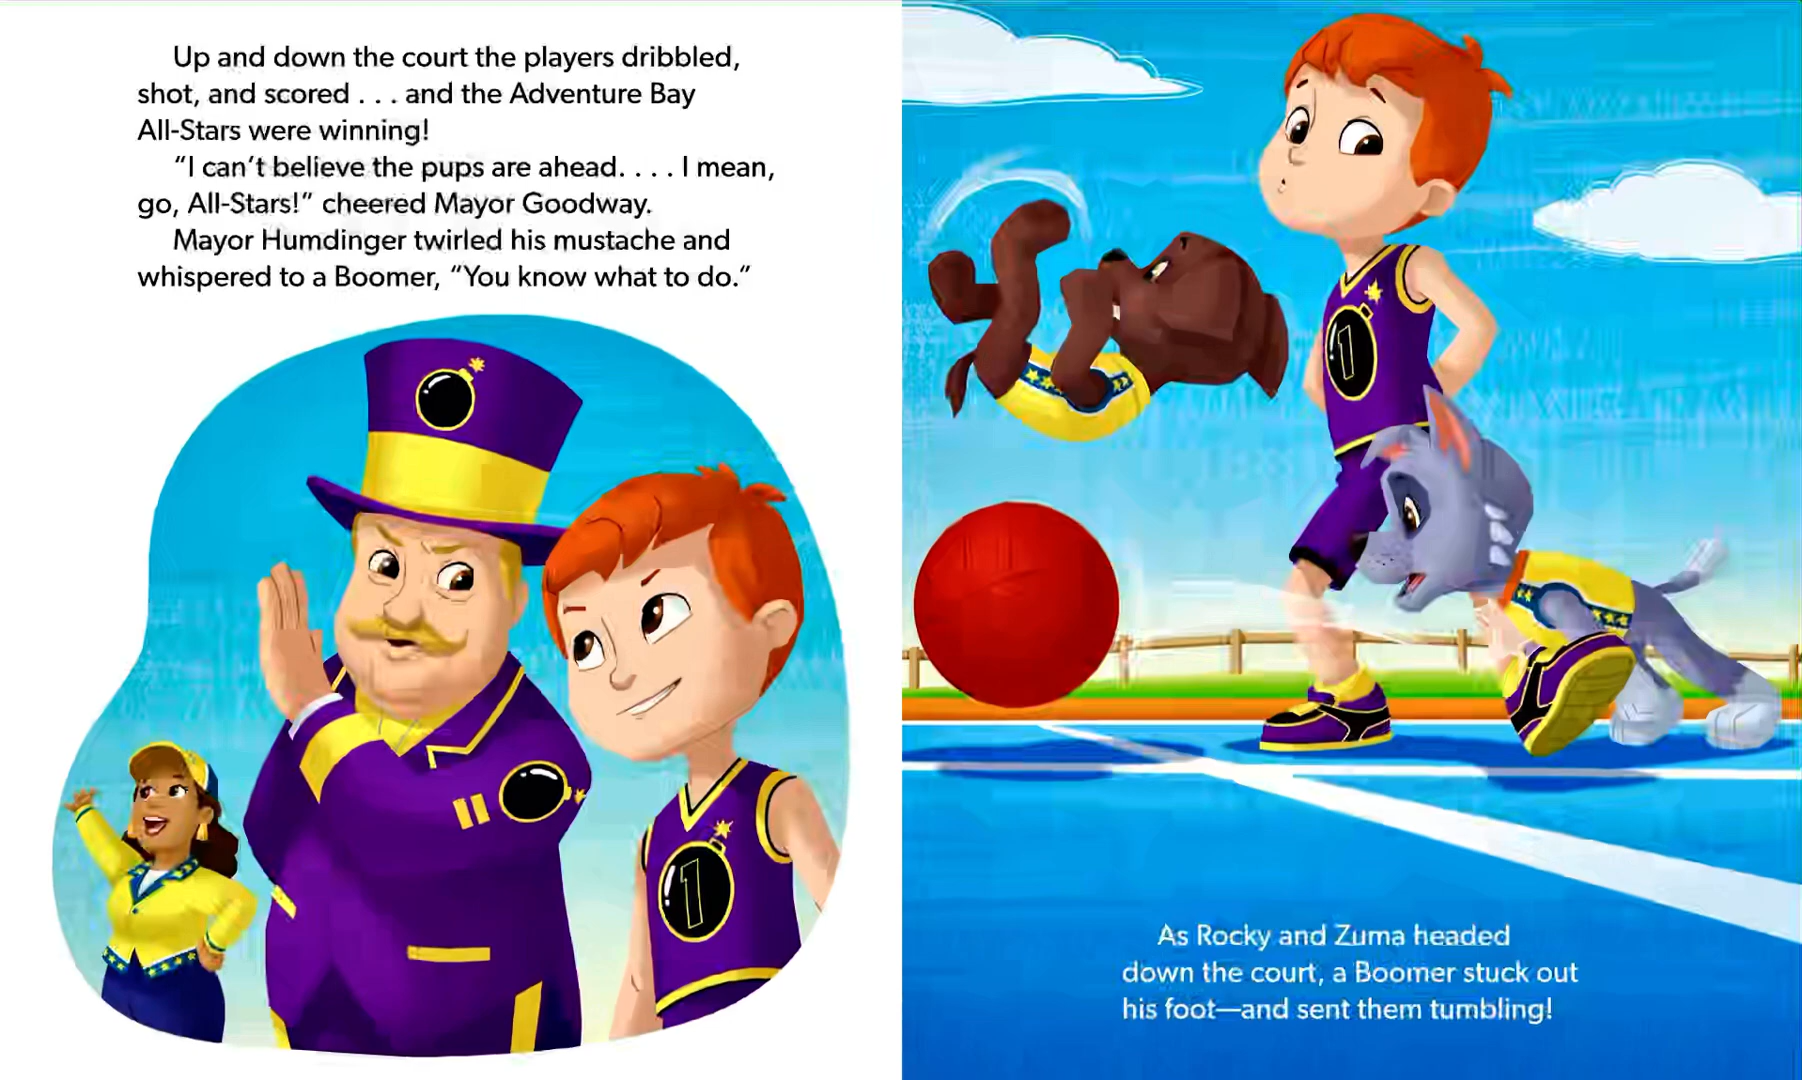 Up and down the court the players dribbled,
shot, and scored . . . and the Adventure Bay
All-Stars were winning!
“I can’t believe the pups are ahead. . . . I mean,
go, All-Stars!” cheered Mayor Goodway.
Mayor Humdinger twirled his mustache and
whispered to a Boomer, “You know what to do.”
1
1
As Rocky and Zuma headed
down the court, a Boomer stuck out
his foot—and sent them tumbling!